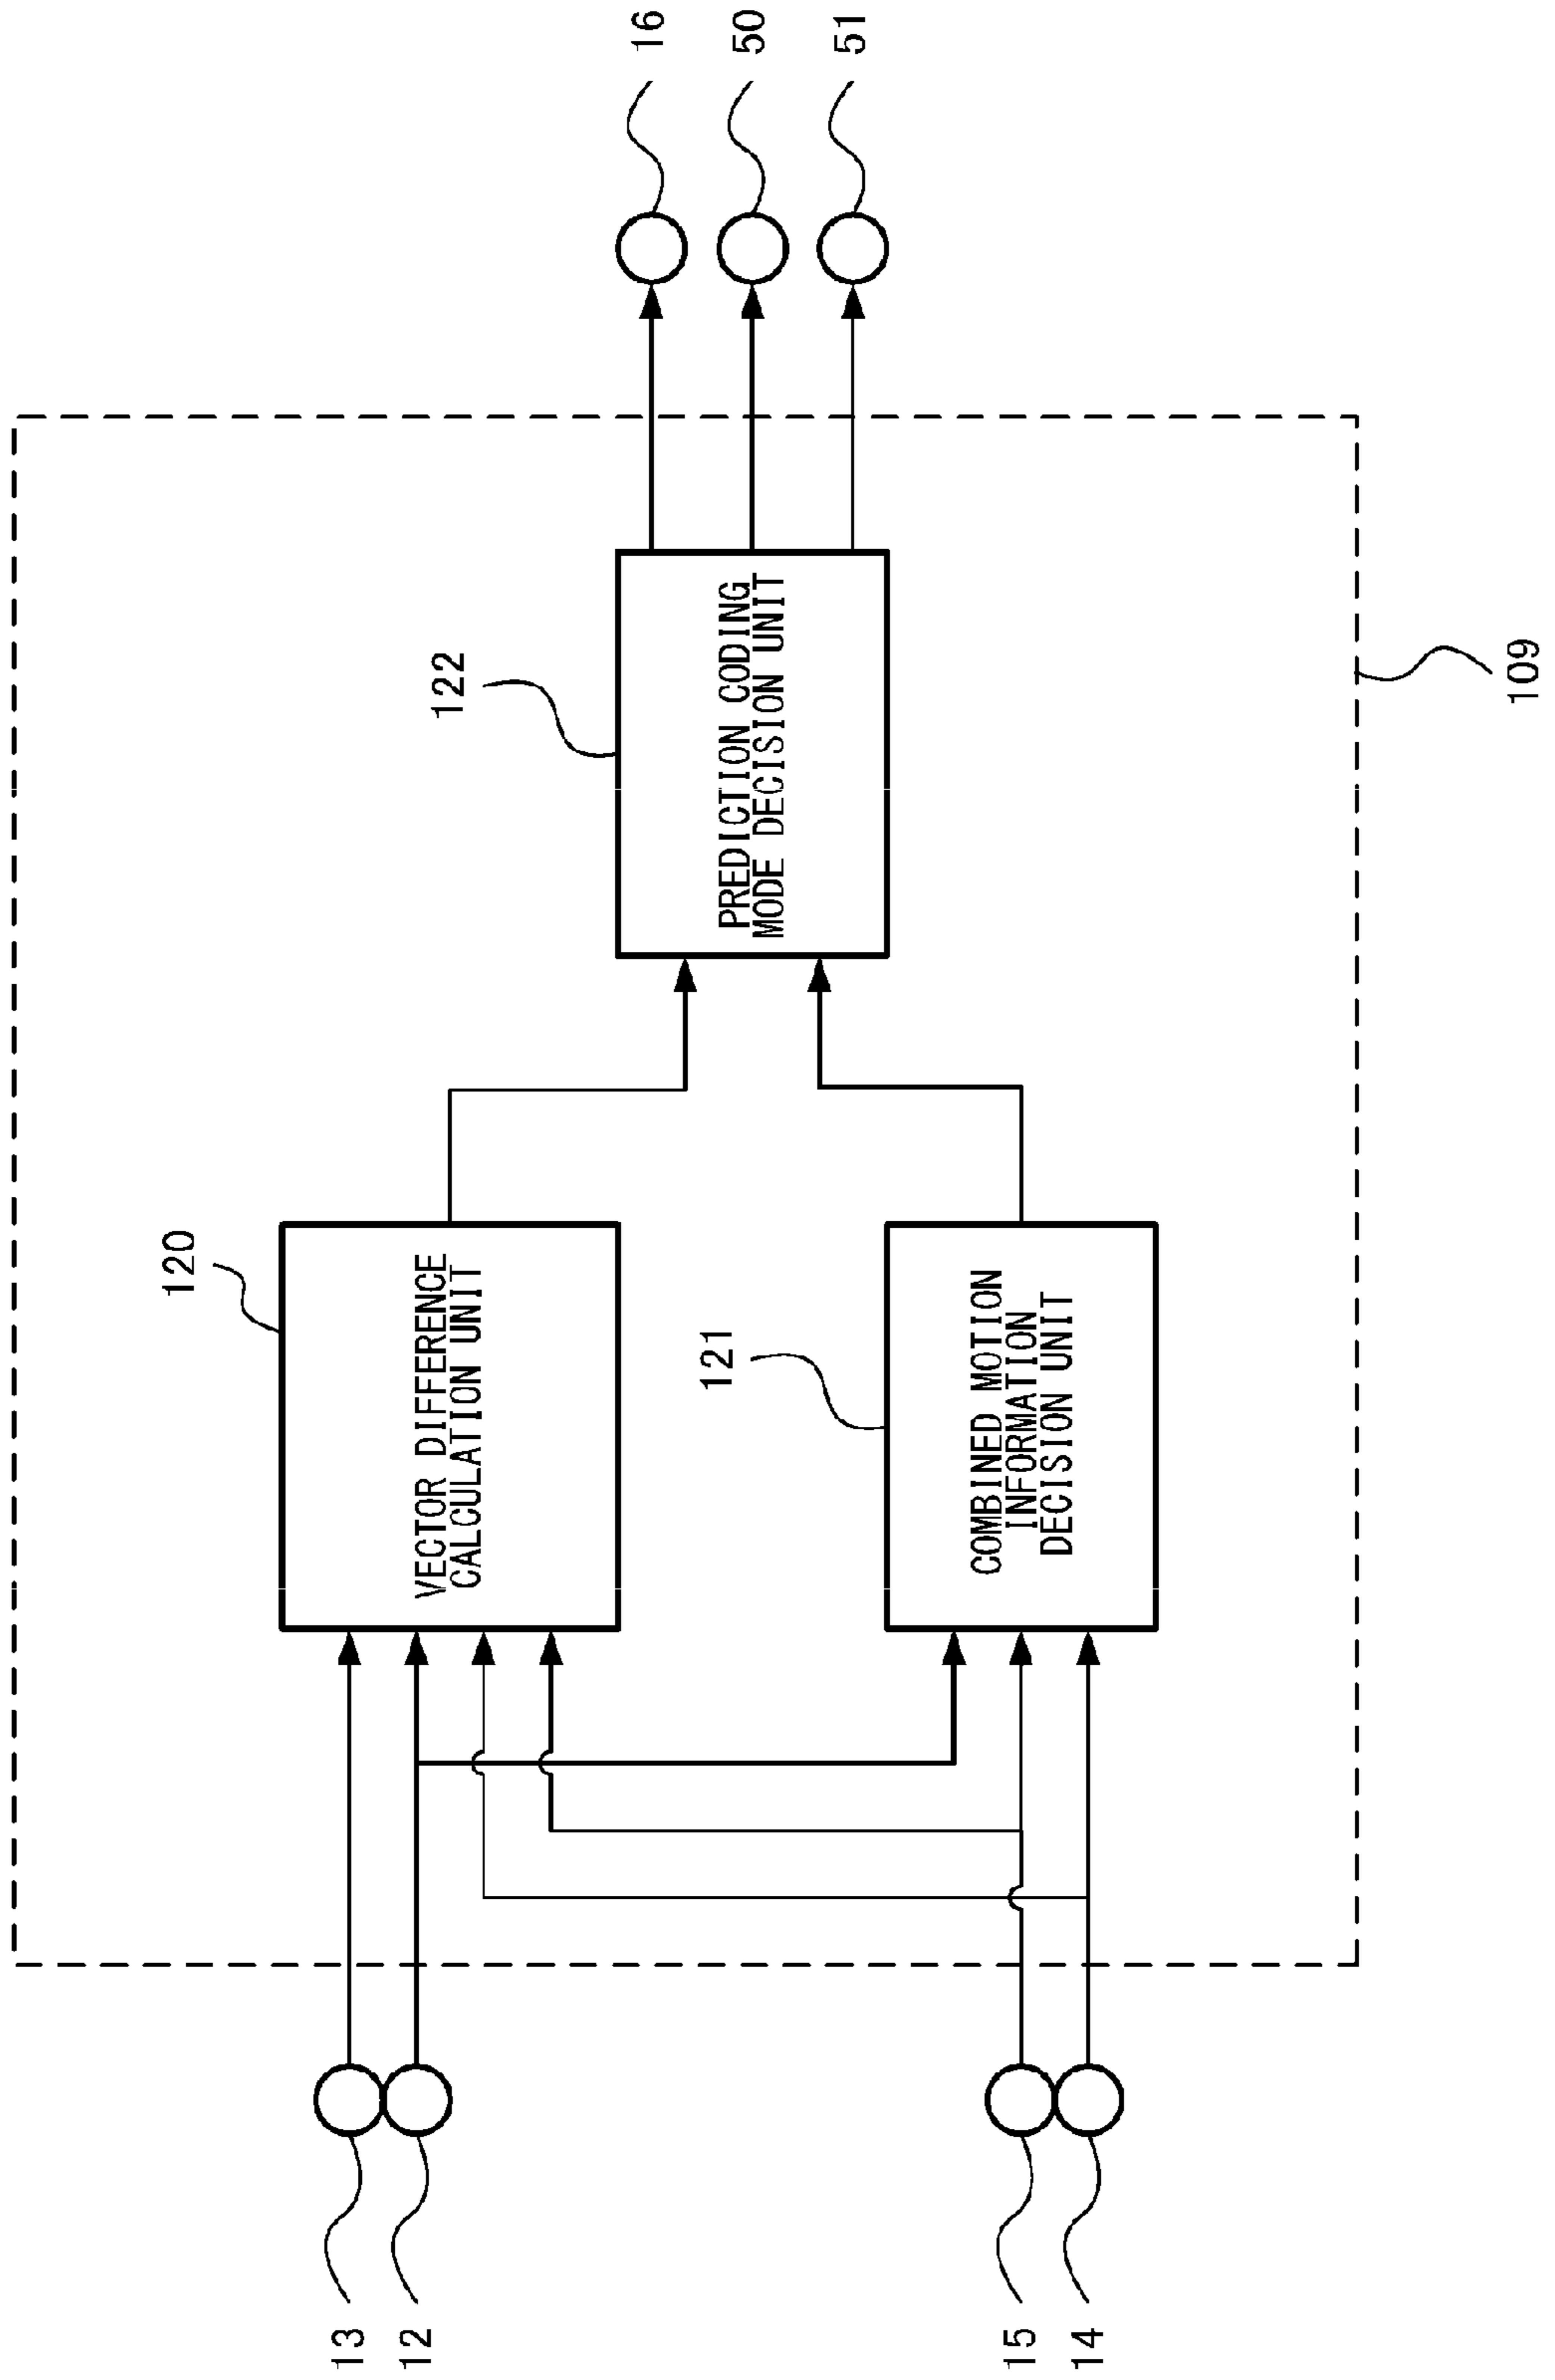 13
12
15
14
120
VECTOR DIFFERENCE
CALCULATION UNIT
121
COMBINED MOTION
INFORMATION
DECISION UNIT
122
PREDICTION CODING
MODE DECISION UNIT
109
16
50
51